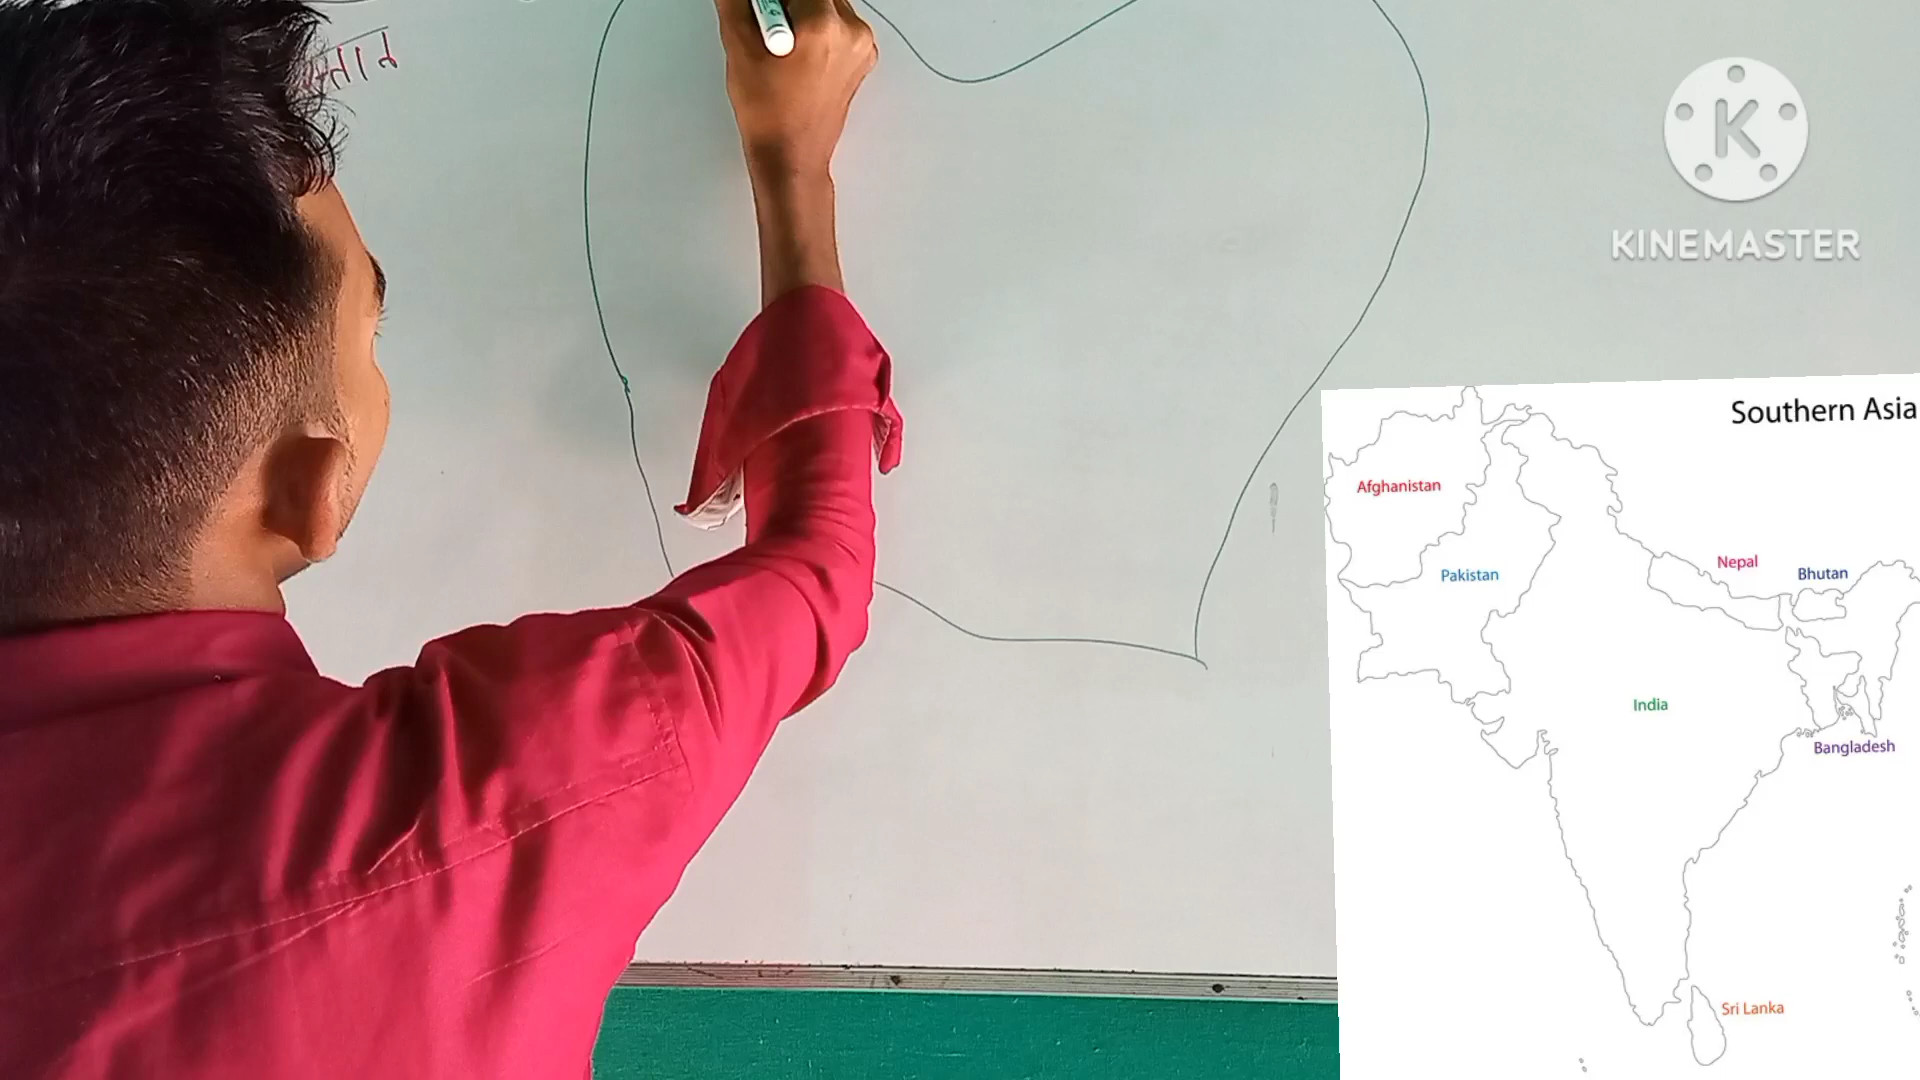 K
KINEMASTER
Southern Asia
Afghanistan
Nepal
Pakistan
Bhutan
India
Bangladesh
Sri Lanka